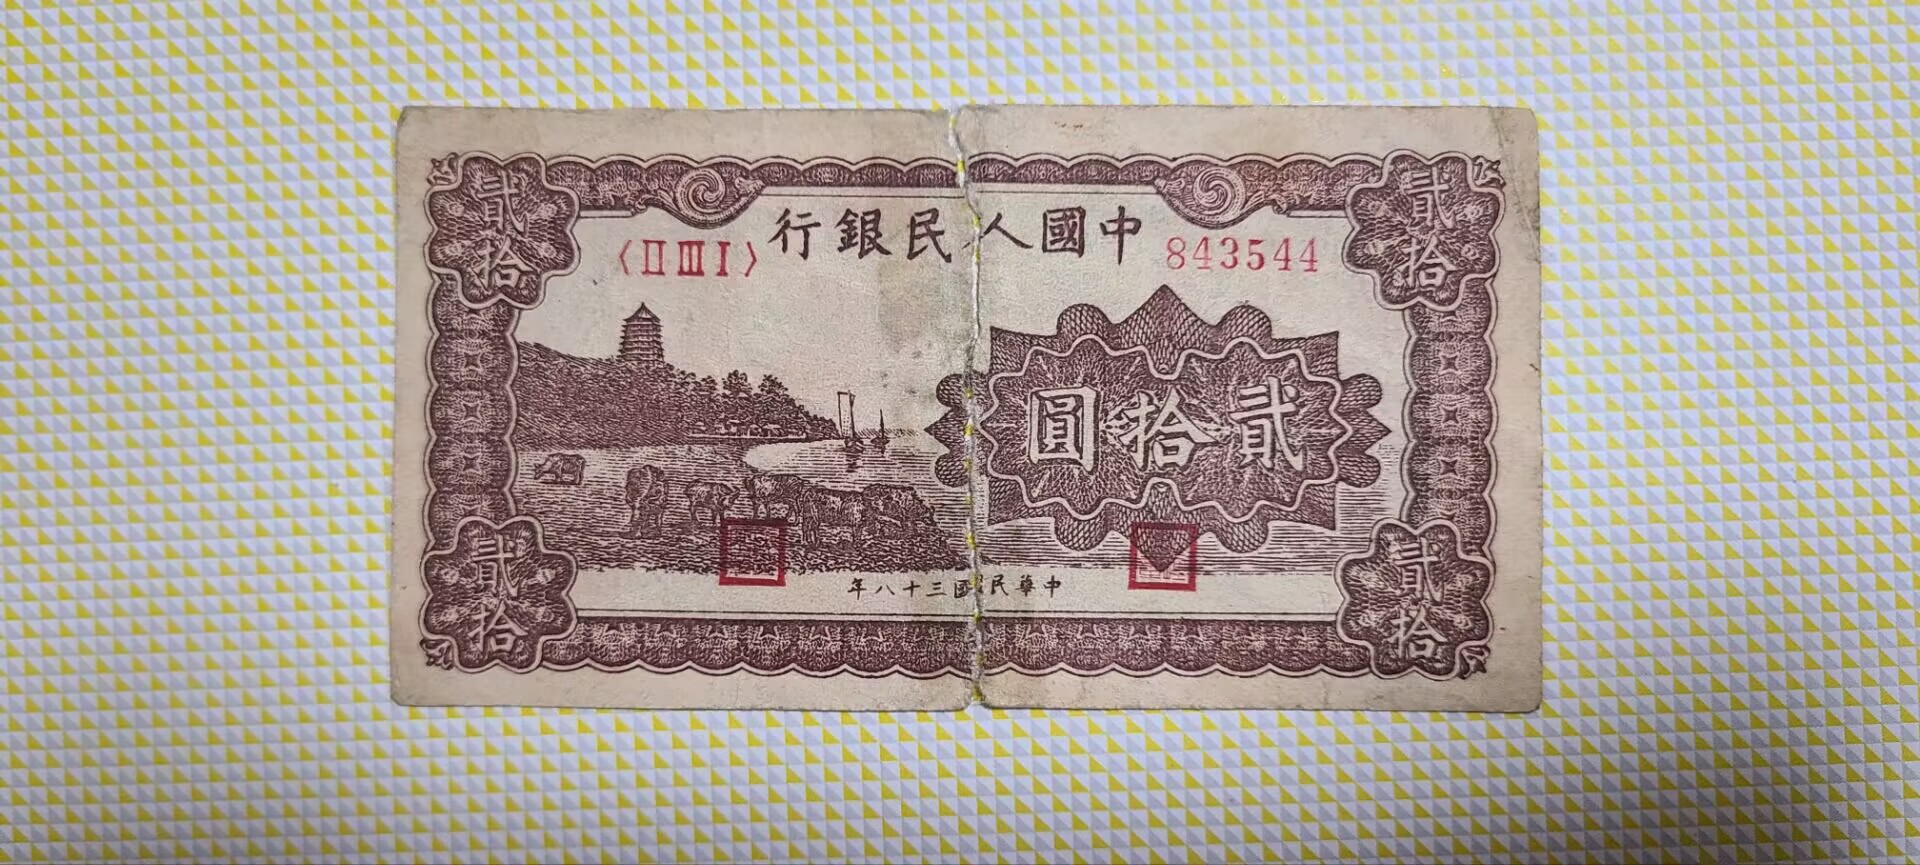 中國人民銀行
〈II III I〉 843544
貳拾
貳拾
貳拾圓
貳拾
貳拾
中華民國三十八年